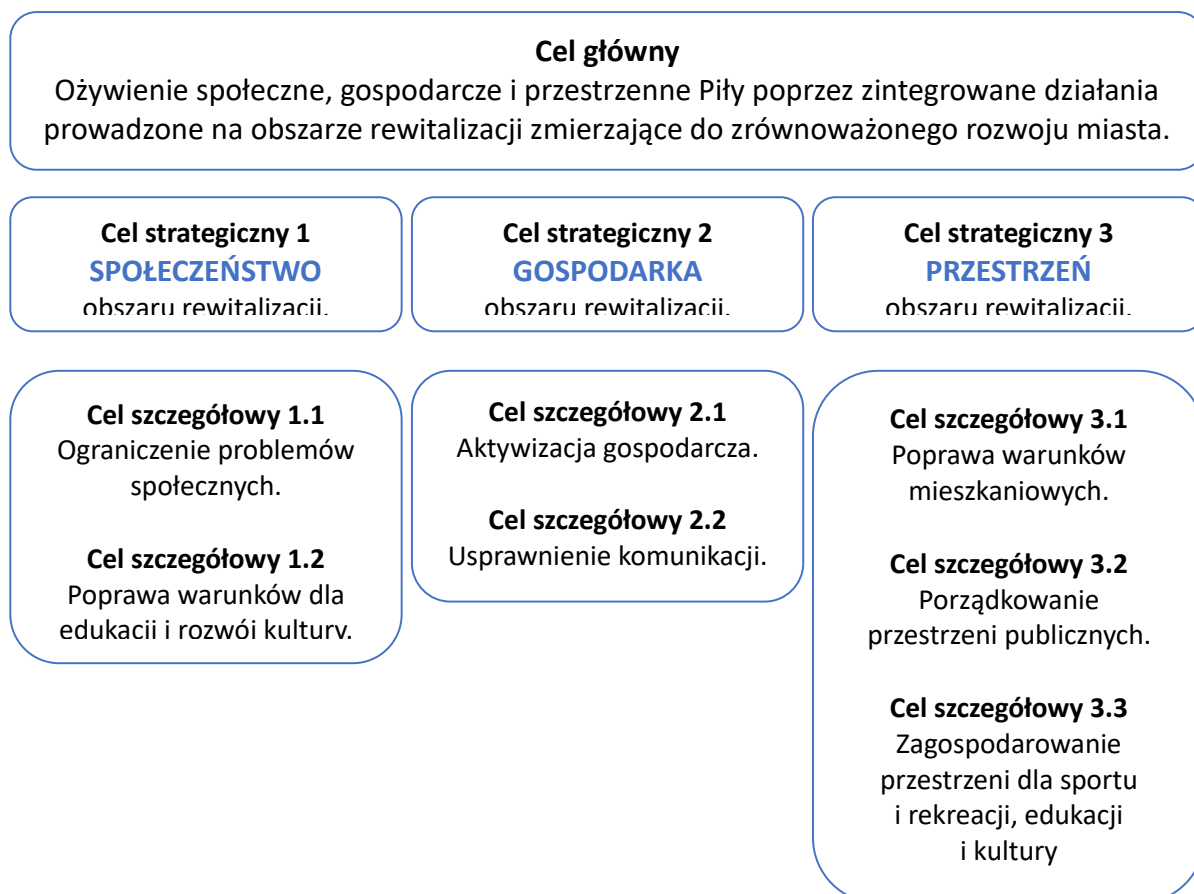 Cel główny
Ożywienie społeczne, gospodarcze i przestrzenne Piły poprzez zintegrowane działania
prowadzone na obszarze rewitalizacji zmierzające do zrównoważonego rozwoju miasta.
Cel strategiczny 1
SPOŁECZEŃSTWO
obszaru rewitalizacji.
Cel strategiczny 2
GOSPODARKA
obszaru rewitalizacji.
Cel strategiczny 3
PRZESTRZEŃ
obszaru rewitalizacji.
Cel szczegółowy 1.1
Ograniczenie problemów
społecznych.
Cel szczegółowy 1.2
Poprawa warunków dla
edukacji i rozwój kultury.
Cel szczegółowy 2.1
Aktywizacja gospodarcza.
Cel szczegółowy 2.2
Usprawnienie komunikacji.
Cel szczegółowy 3.1
Poprawa warunków
mieszkaniowych.
Cel szczegółowy 3.2
Porządkowanie
przestrzeni publicznych.
Cel szczegółowy 3.3
Zagospodarowanie
przestrzeni dla sportu
i rekreacji, edukacji
i kultury